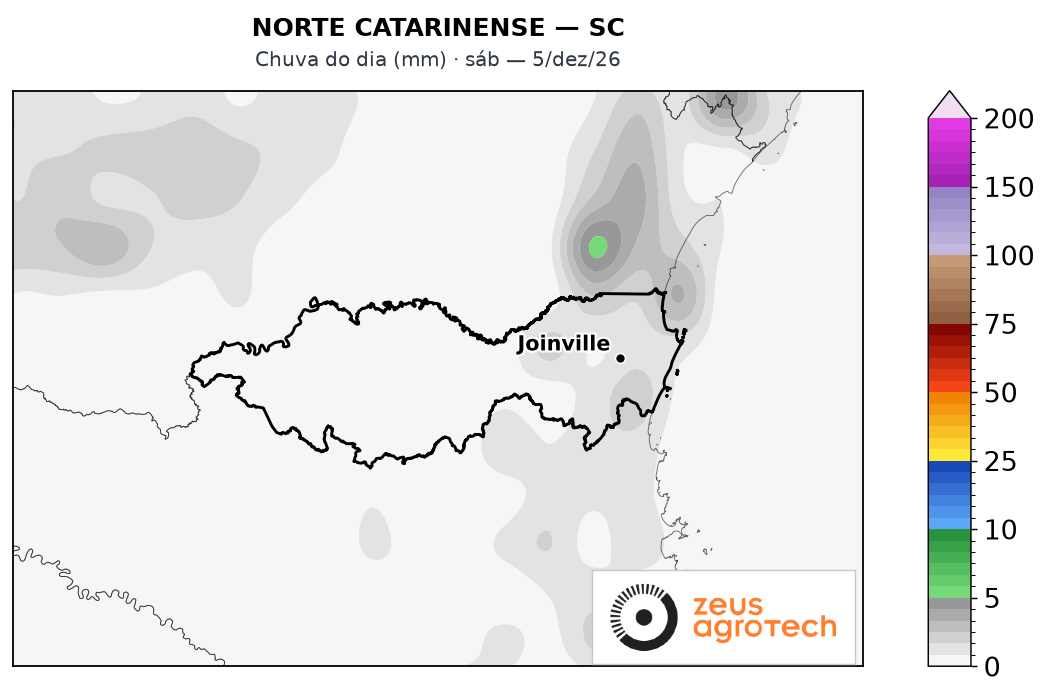 NORTE CATARINENSE — SC
Chuva do dia (mm) · sáb — 5/dez/26
Joinville
200
150
100
75
50
25
10
5
0
zeus
agrotech